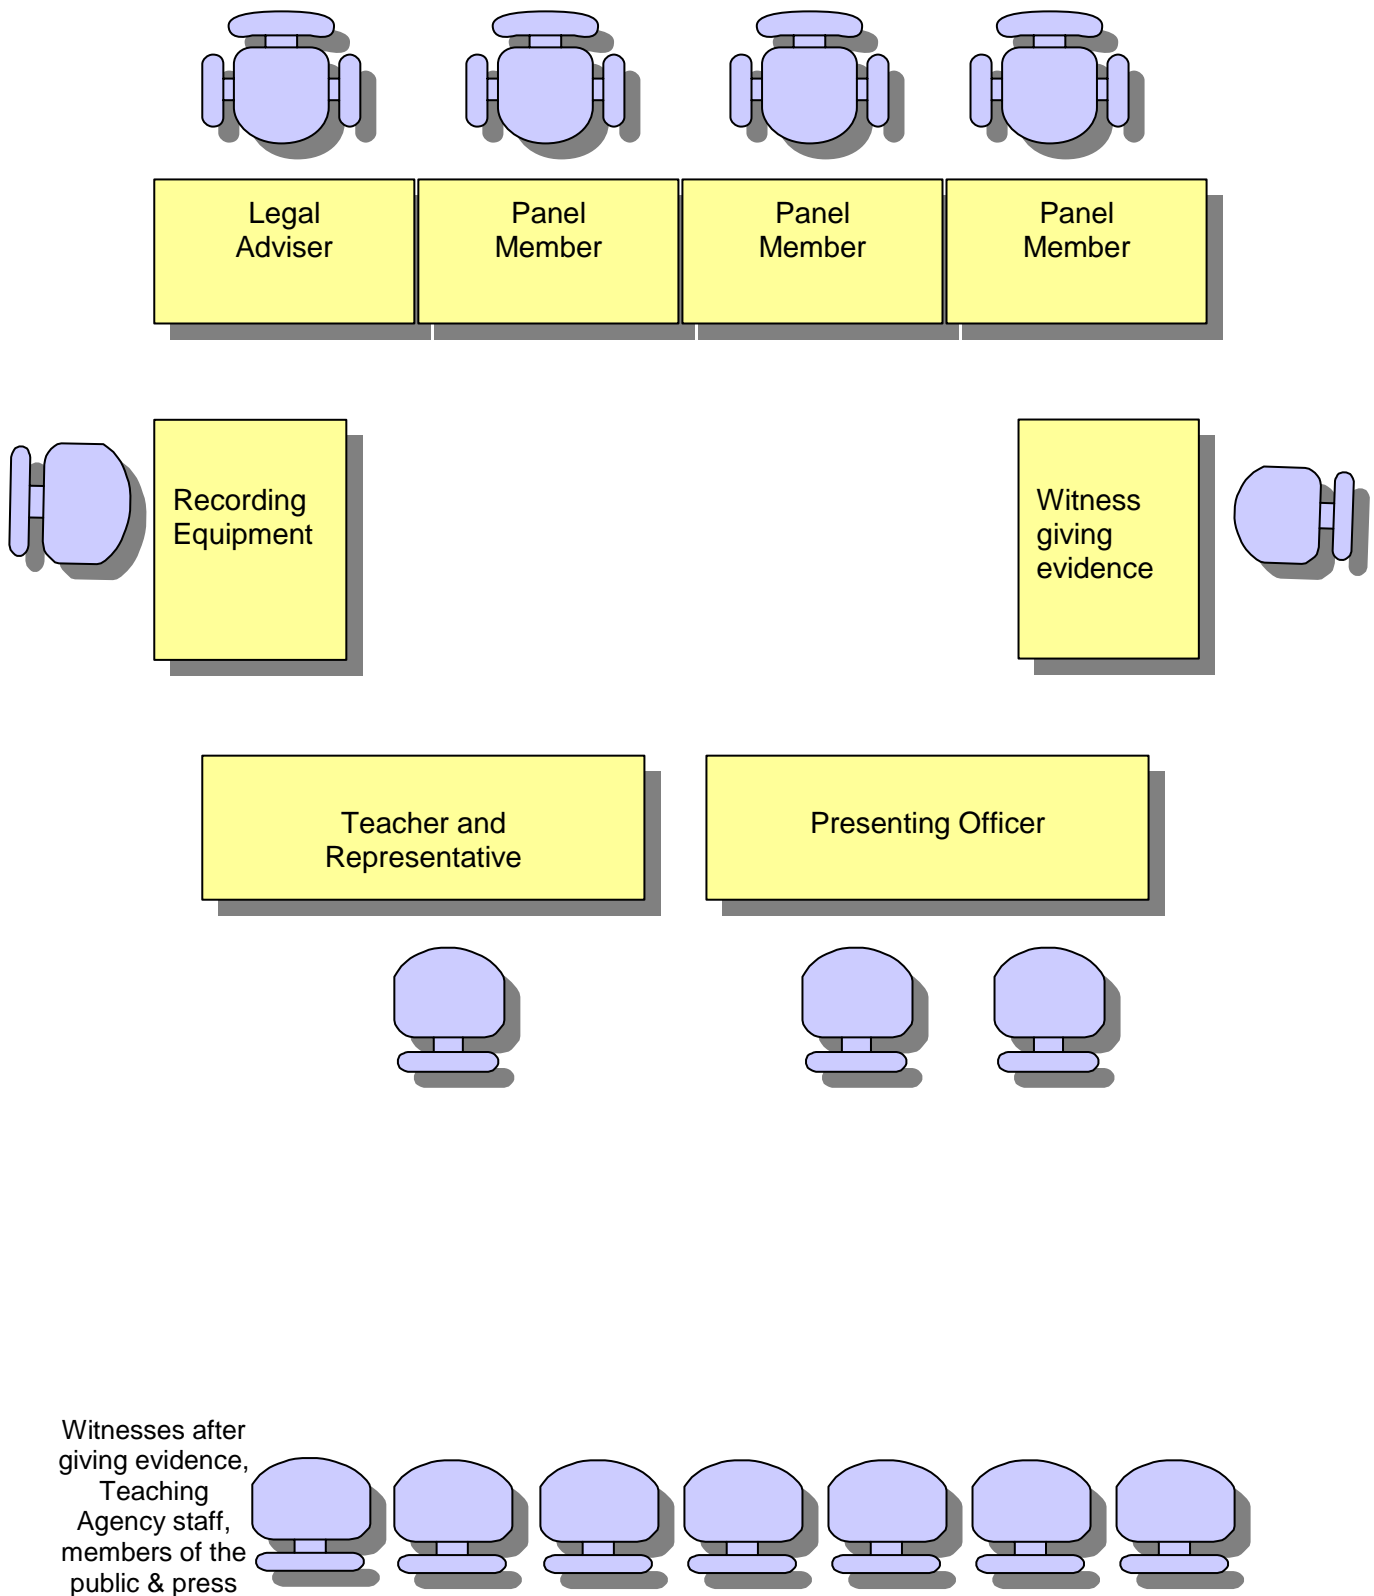 Legal
Adviser
Panel
Member
Panel
Member
Panel
Member
Recording
Equipment
Witness
giving
evidence
Teacher and
Representative
Presenting Officer
Witnesses after
giving evidence,
Teaching
Agency staff,
members of the
public & press